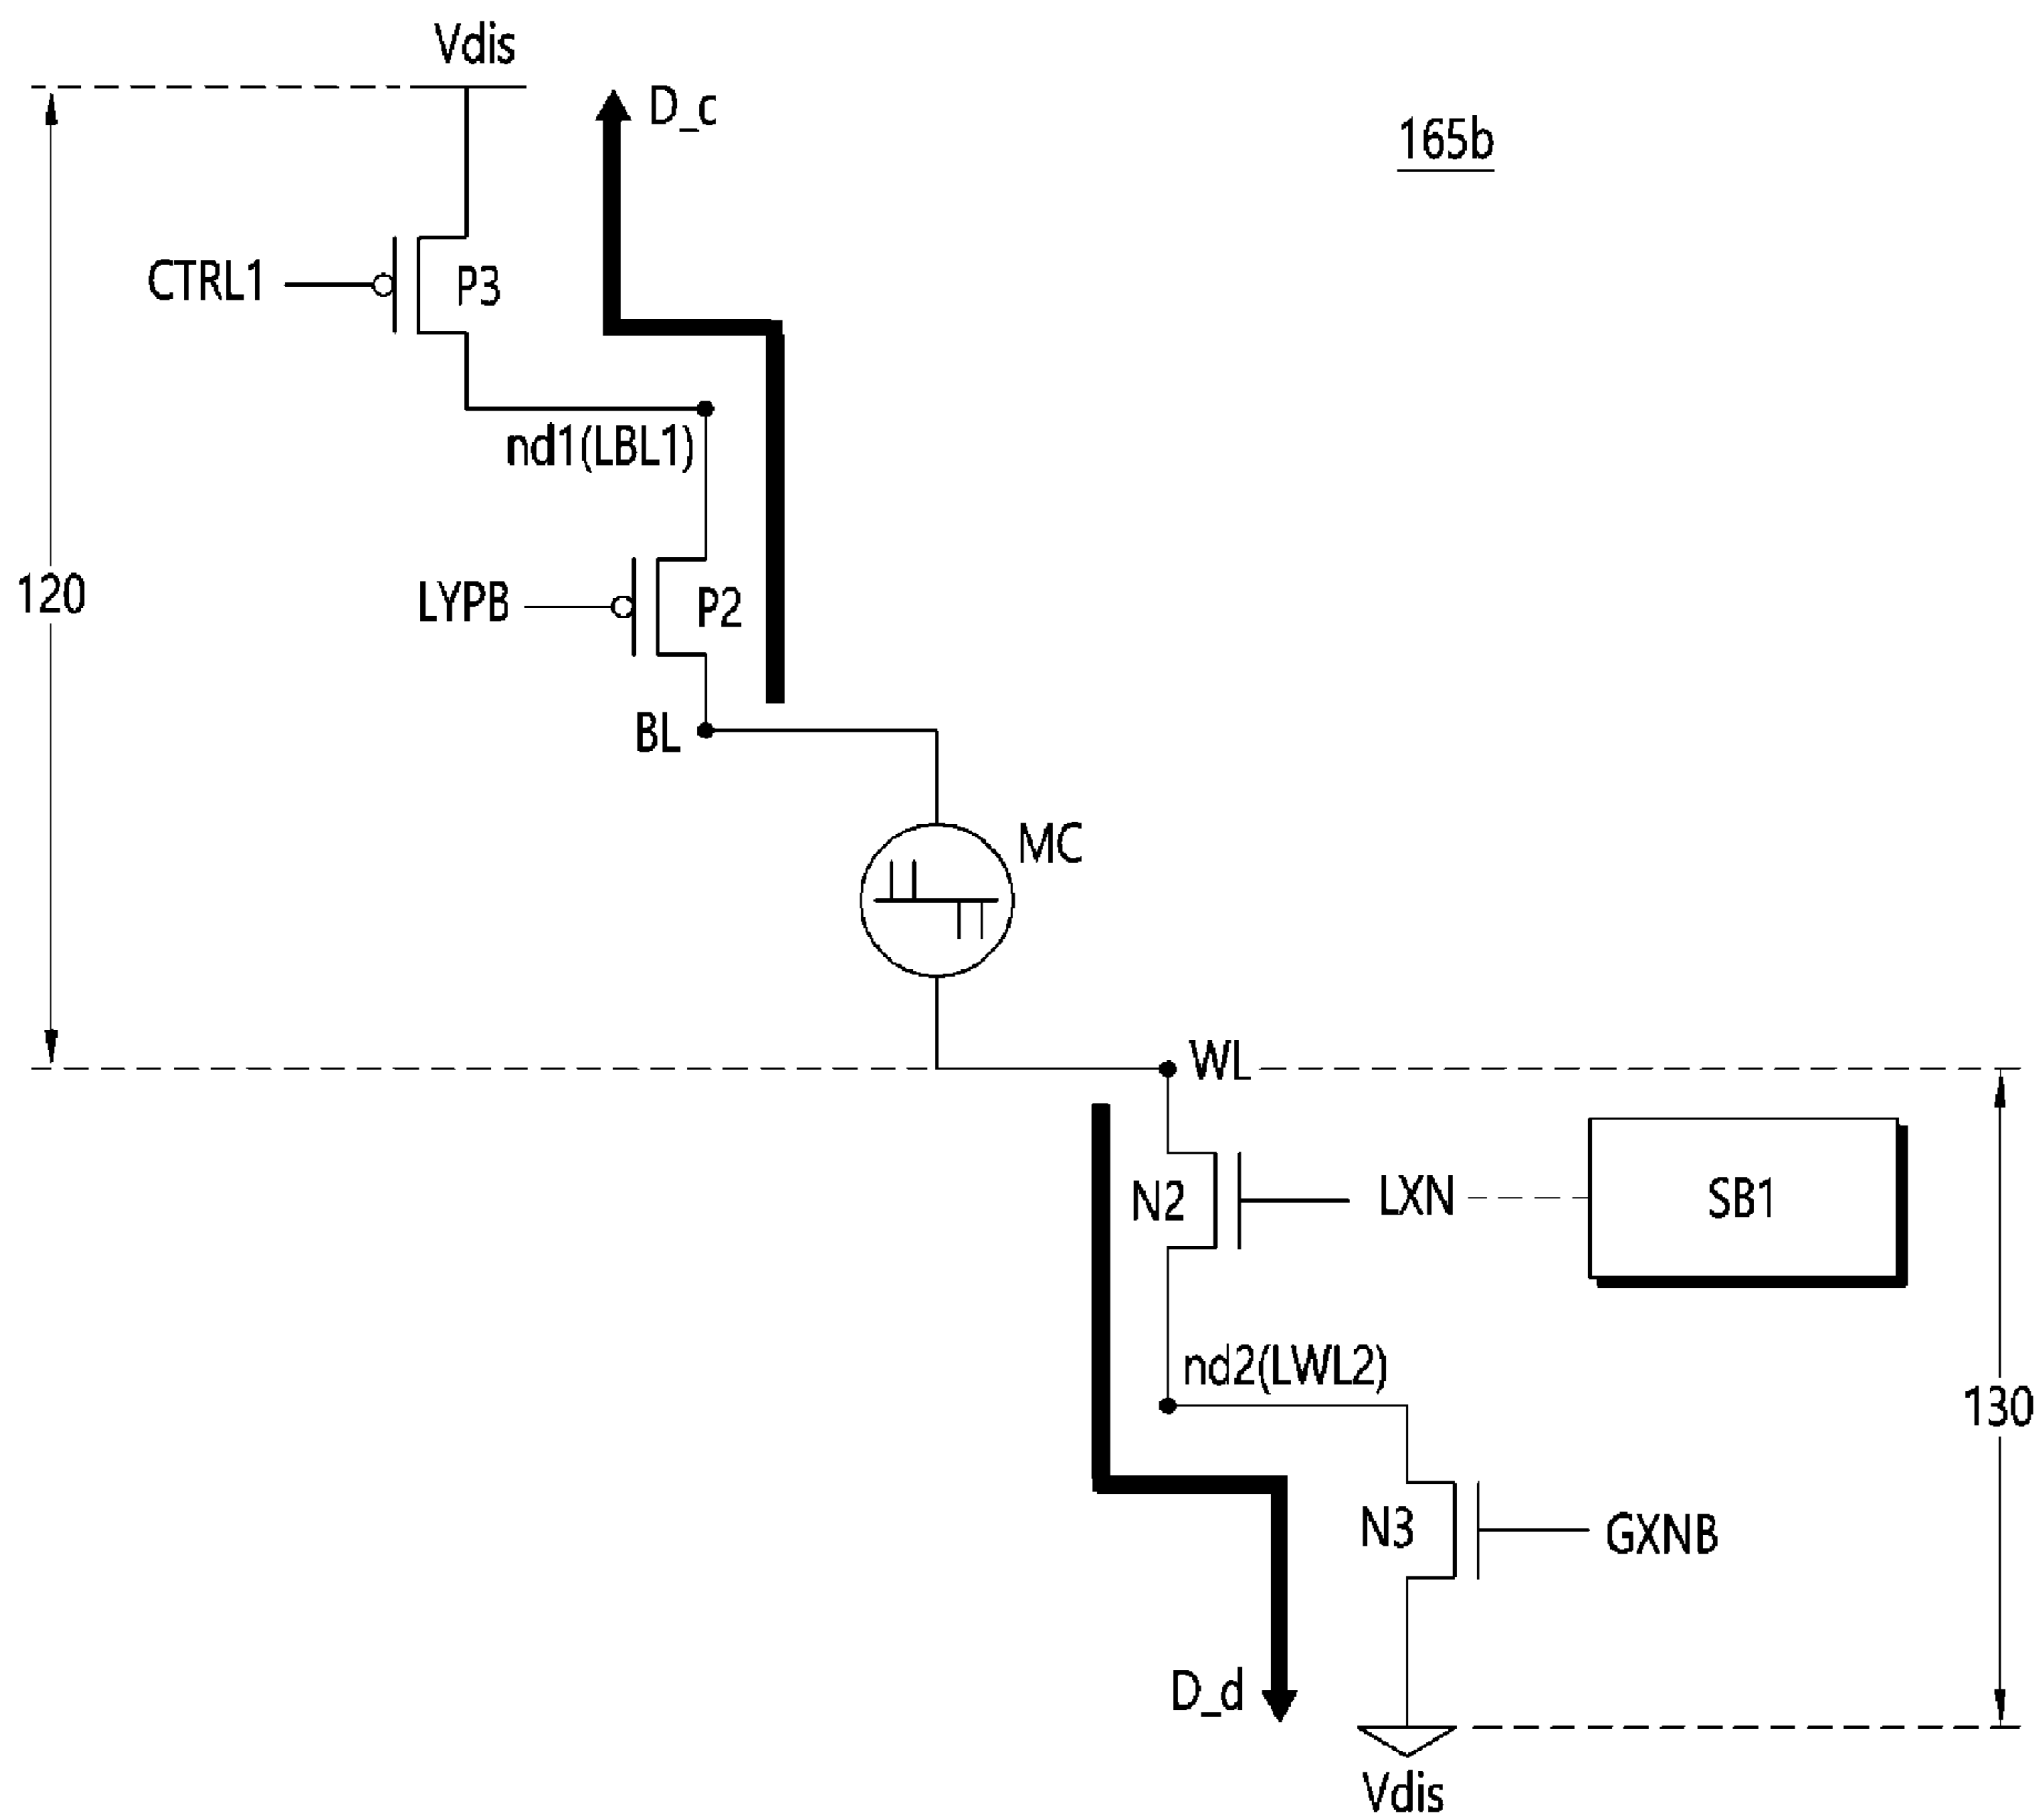 Vdis
D_c
165b
CTRL1
P3
nd1(LBL1)
120
LYPB
P2
BL
MC
WL
N2
LXN
SB1
nd2(LWL2)
130
N3
GXNB
D_d
Vdis